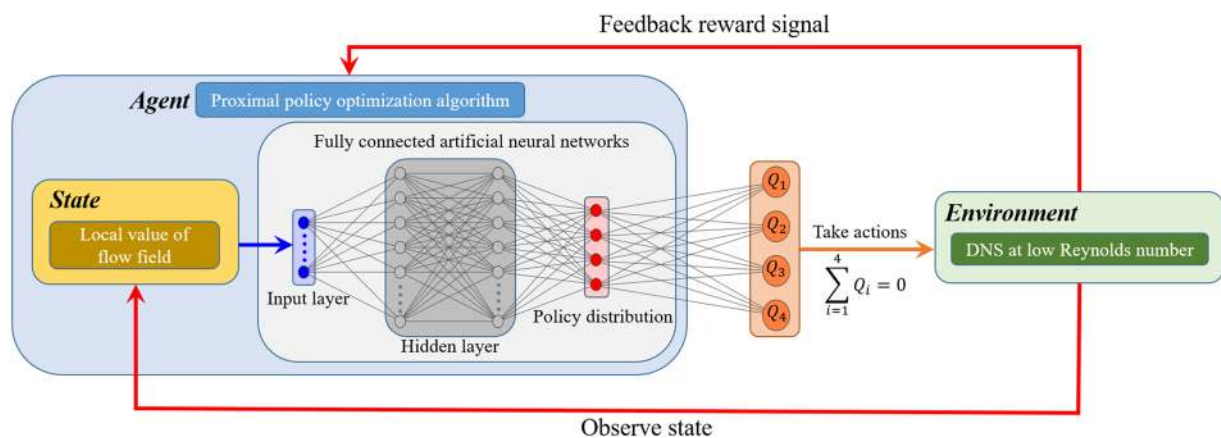 Feedback reward signal
Agent
Proximal policy optimization algorithm
Fully connected artificial neural networks
State
Local value of
flow field
Input layer
Hidden layer
Policy distribution
Q1
Q2
Q3
Q4
Take actions
4
∑ Qi = 0
i=1
Environment
DNS at low Reynolds number
Observe state